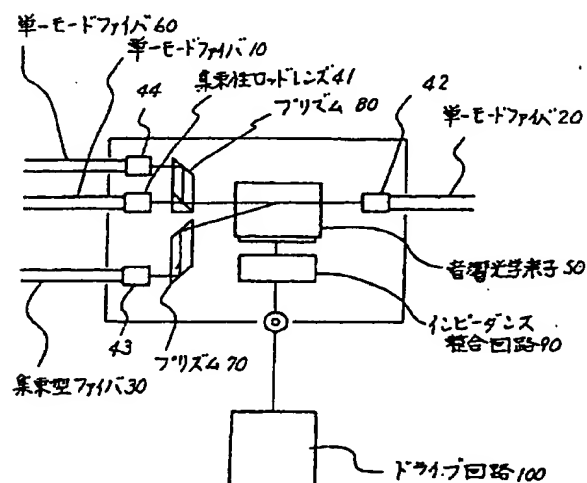 単一モードファイバ60
単一モードファイバ10
集束性ロッドレンズ41
44
プリズム 80
42
単一モードファイバ20
音響光学素子50
インピーダンス
整合回路90
43
プリズム70
集束型ファイバ30
ドライブ回路100